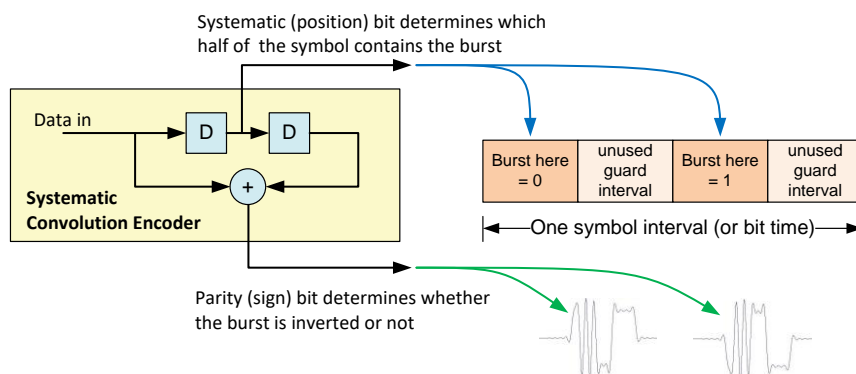 Systematic (position) bit determines which
half of the symbol contains the burst
Data in
D
D
+
Systematic
Convolution Encoder
Burst here
= 0
unused
guard
interval
Burst here
= 1
unused
guard
interval
One symbol interval (or bit time)
Parity (sign) bit determines whether
the burst is inverted or not